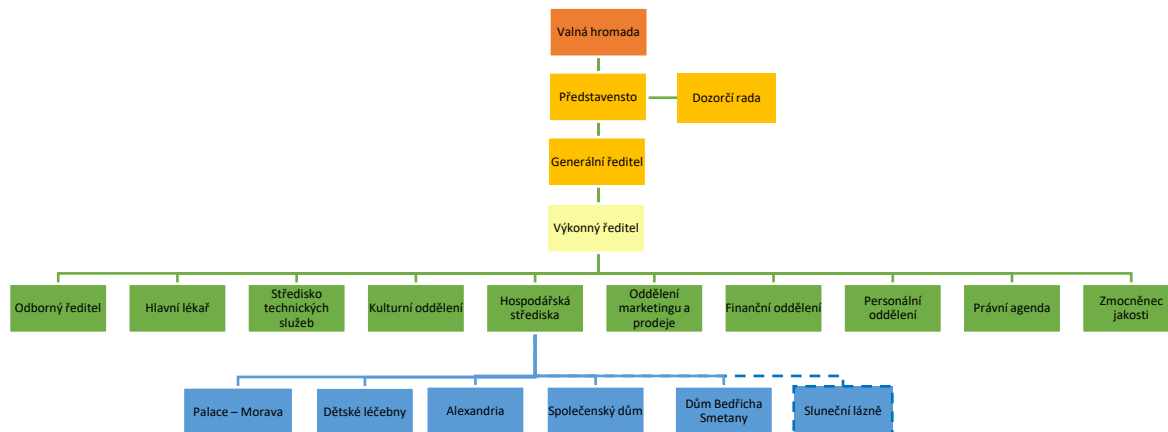 Valná hromada
Představensto
Dozorčí rada
Generální ředitel
Výkonný ředitel
Odborný ředitel
Hlavní lékař
Středisko
technických
služeb
Kulturní oddělení
Hospodářská
střediska
Oddělení
marketingu a
prodeje
Finanční oddělení
Personální
oddělení
Právní agenda
Zmocněnec
jakosti
Palace – Morava
Dětské léčebny
Alexandria
Společenský dům
Dům Bedřicha
Smetany
Sluneční lázně